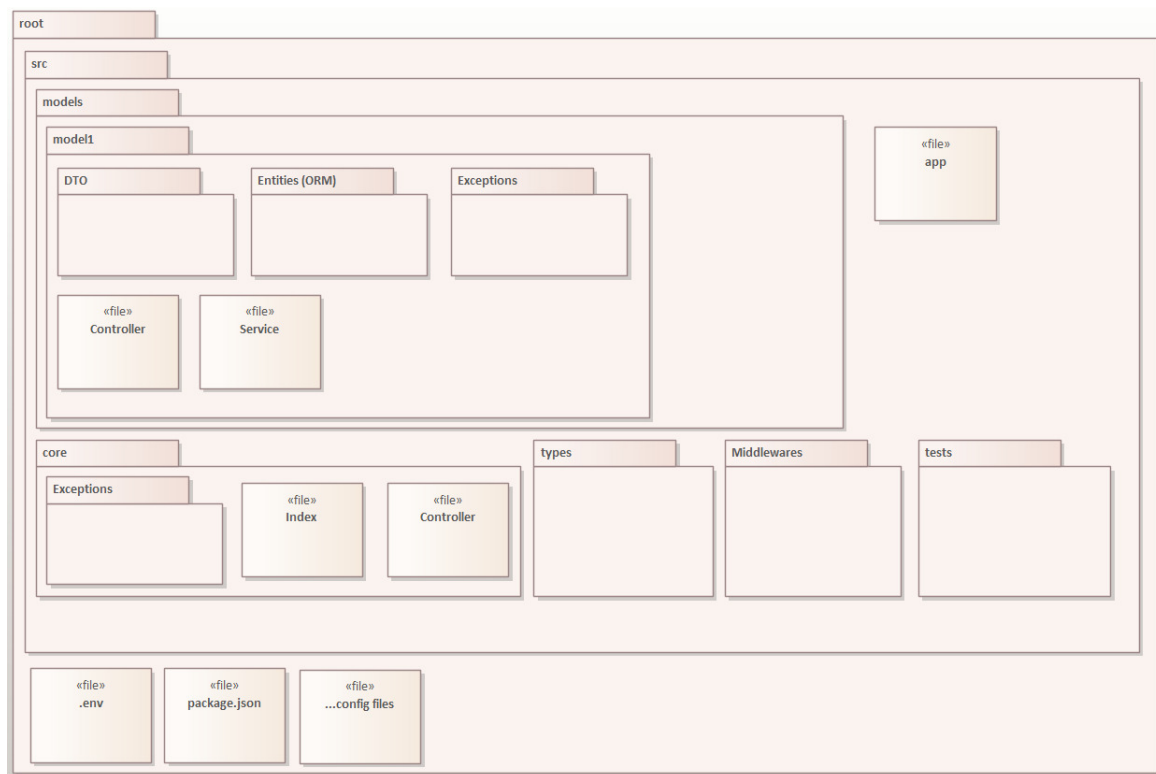 root
src
models
model1
«file»
app
DTO
Entities (ORM)
Exceptions
«file»
Controller
«file»
Service
core
types
Middlewares
tests
Exceptions
«file»
Index
«file»
Controller
«file»
.env
«file»
package.json
«file»
...config files